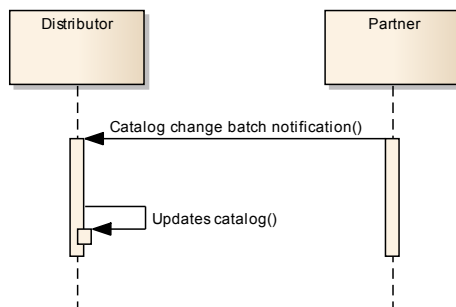 Distributor
Partner
Catalog change batch notification()
Updates catalog()